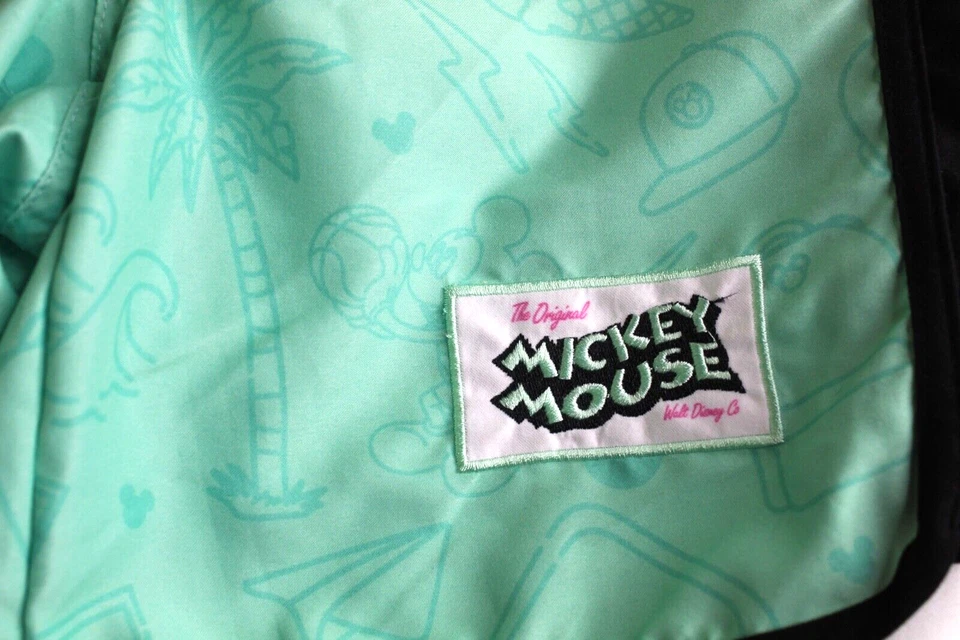 The Original
MICKEY
MOUSE
Walt Disney Co